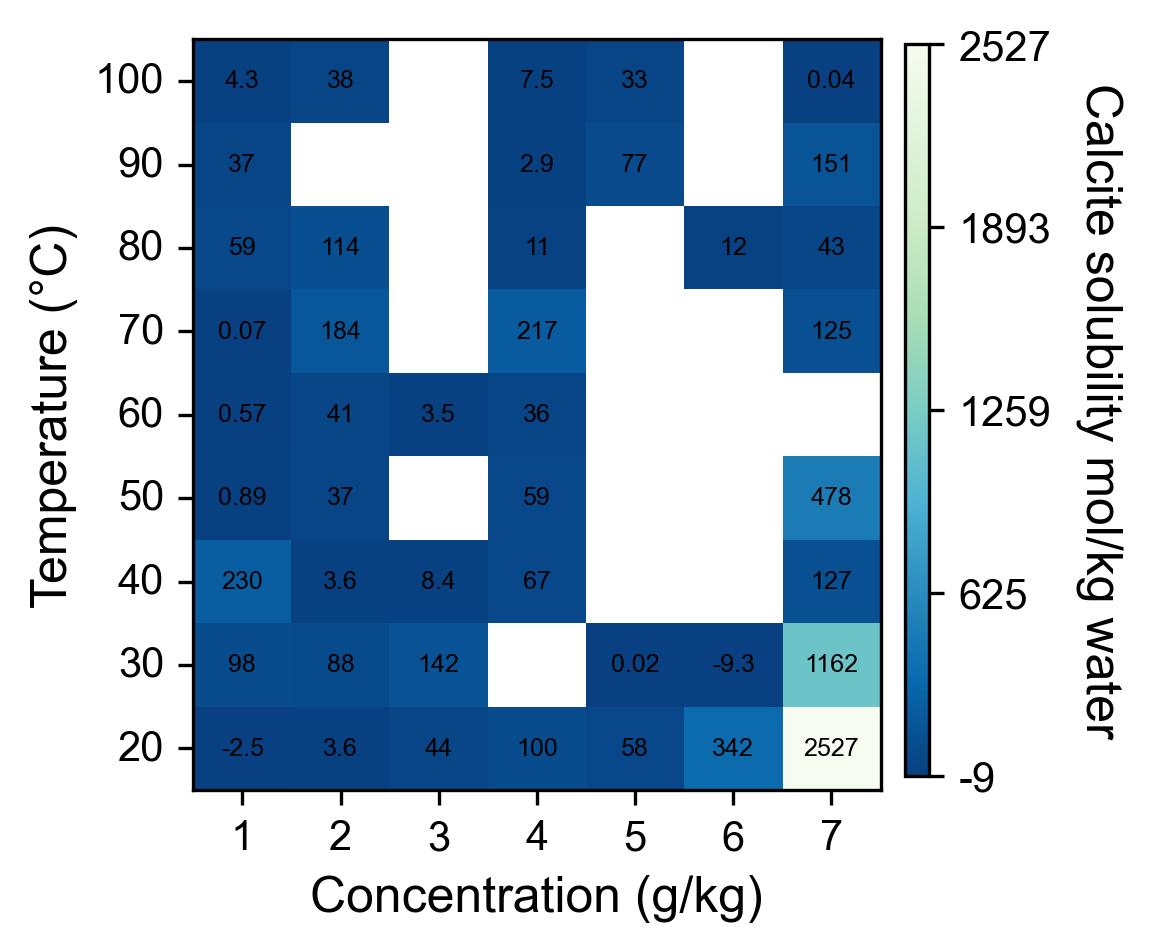 100 4.3 38 7.5 33 0.04
90 37 2.9 77 151
80 59 114 11 12 43
70 0.07 184 217 125
60 0.57 41 3.5 36
50 0.89 37 59 478
40 230 3.6 8.4 67 127
30 98 88 142 0.02 -9.3 1162
20 -2.5 3.6 44 100 58 342 2527
1 2 3 4 5 6 7
Concentration (g/kg)
Temperature (°C)
2527
1893
1259
625
-9
Calcite solubility mol/kg water